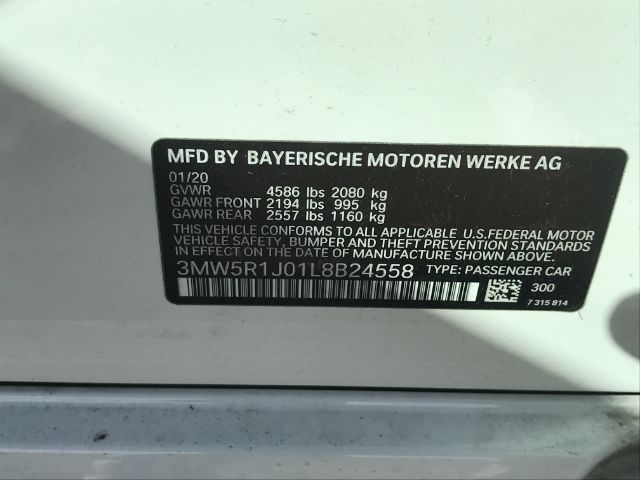 MFD BY BAYERISCHE MOTOREN WERKE AG
01/20
GVWR 4586 lbs 2080 kg
GAWR FRONT 2194 lbs 995 kg
GAWR REAR 2557 lbs 1160 kg
THIS VEHICLE CONFORMS TO ALL APPLICABLE U.S.FEDERAL MOTOR
VEHICLE SAFETY, BUMPER AND THEFT PREVENTION STANDARDS
IN EFFECT ON THE DATE OF MANUFACTURE SHOWN ABOVE.
3MW5R1J01L8B24558 TYPE: PASSENGER CAR
300
7 315 814